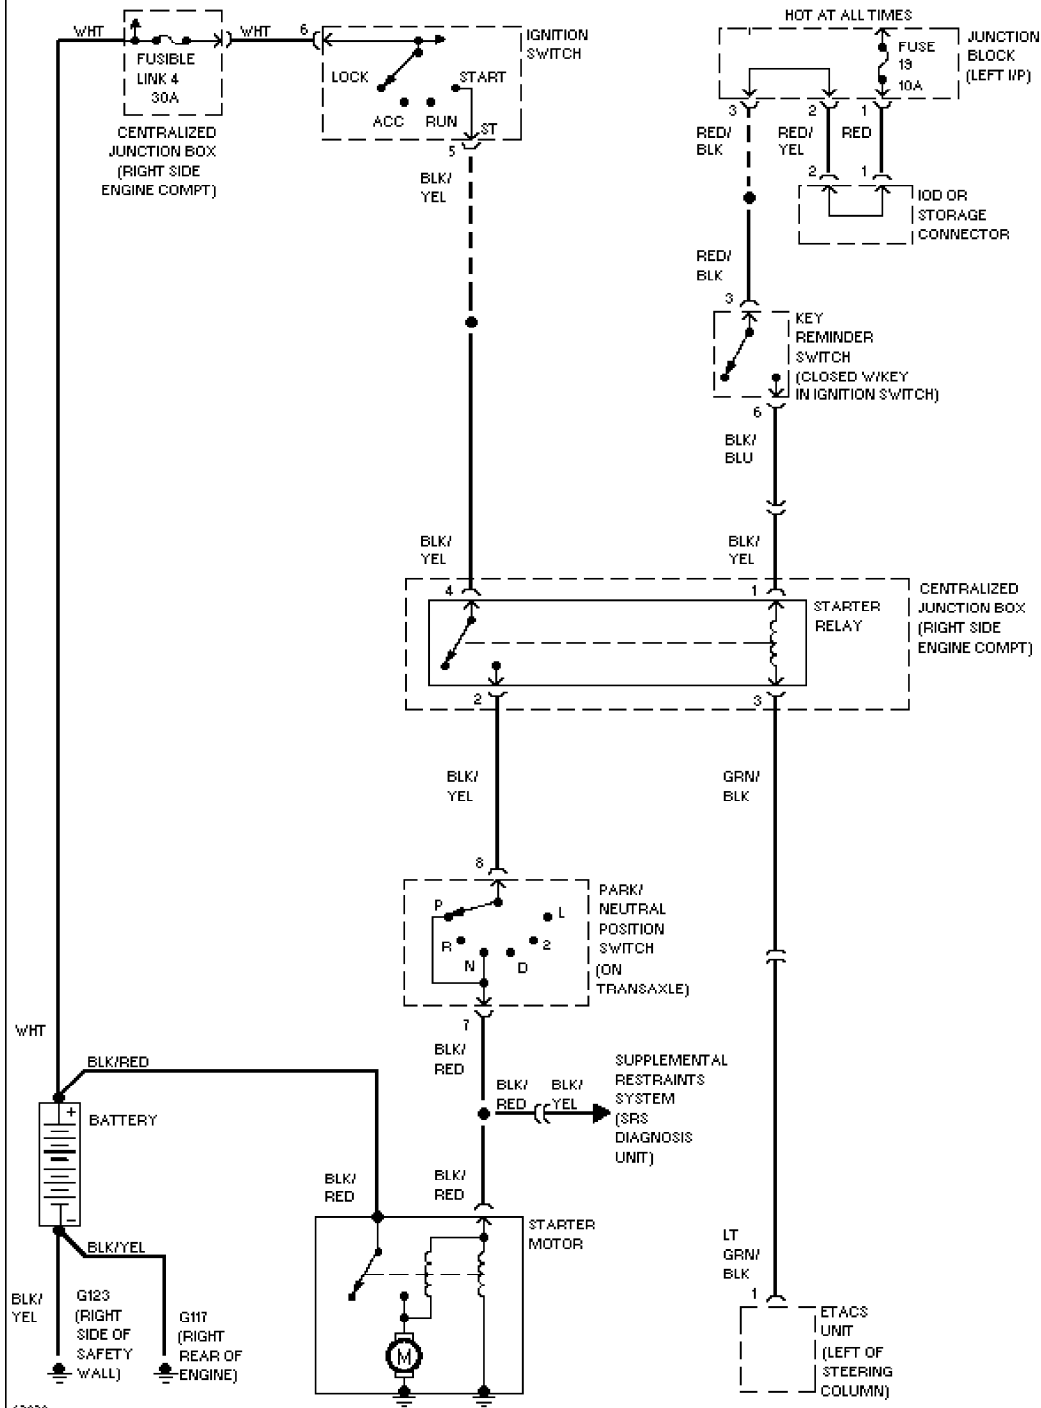 WHT
FUSIBLE
LINK 4
30A
CENTRALIZED
JUNCTION BOX
(RIGHT SIDE
ENGINE COMPT)
WHT
6
IGNITION
SWITCH
LOCK
START
ACC
RUN
ST
5
BLK/
YEL
HOT AT ALL TIMES
JUNCTION
BLOCK
(LEFT I/P)
FUSE
19
10A
3
2
1
RED/
BLK
RED/
YEL
RED
2
1
IOD OR
STORAGE
CONNECTOR
RED/
BLK
3
KEY
REMINDER
SWITCH
(CLOSED W/KEY
IN IGNITION SWITCH)
6
BLK/
BLU
BLK/
YEL
BLK/
YEL
4
1
STARTER
RELAY
CENTRALIZED
JUNCTION BOX
(RIGHT SIDE
ENGINE COMPT)
2
3
BLK/
YEL
GRN/
BLK
8
P
R
N
D
2
L
PARK/
NEUTRAL
POSITION
SWITCH
(ON
TRANSAXLE)
7
WHT
BLK/RED
BLK/
RED
BLK/
RED
BLK/
YEL
SUPPLEMENTAL
RESTRAINTS
SYSTEM
(SRS
DIAGNOSIS
UNIT)
+
BATTERY
-
BLK/
RED
BLK/
RED
STARTER
MOTOR
M
BLK/YEL
BLK/
YEL
G123
(RIGHT
SIDE OF
SAFETY
WALL)
G117
(RIGHT
REAR OF
ENGINE)
LT
GRN/
BLK
1
ETACS
UNIT
(LEFT OF
STEERING
COLUMN)